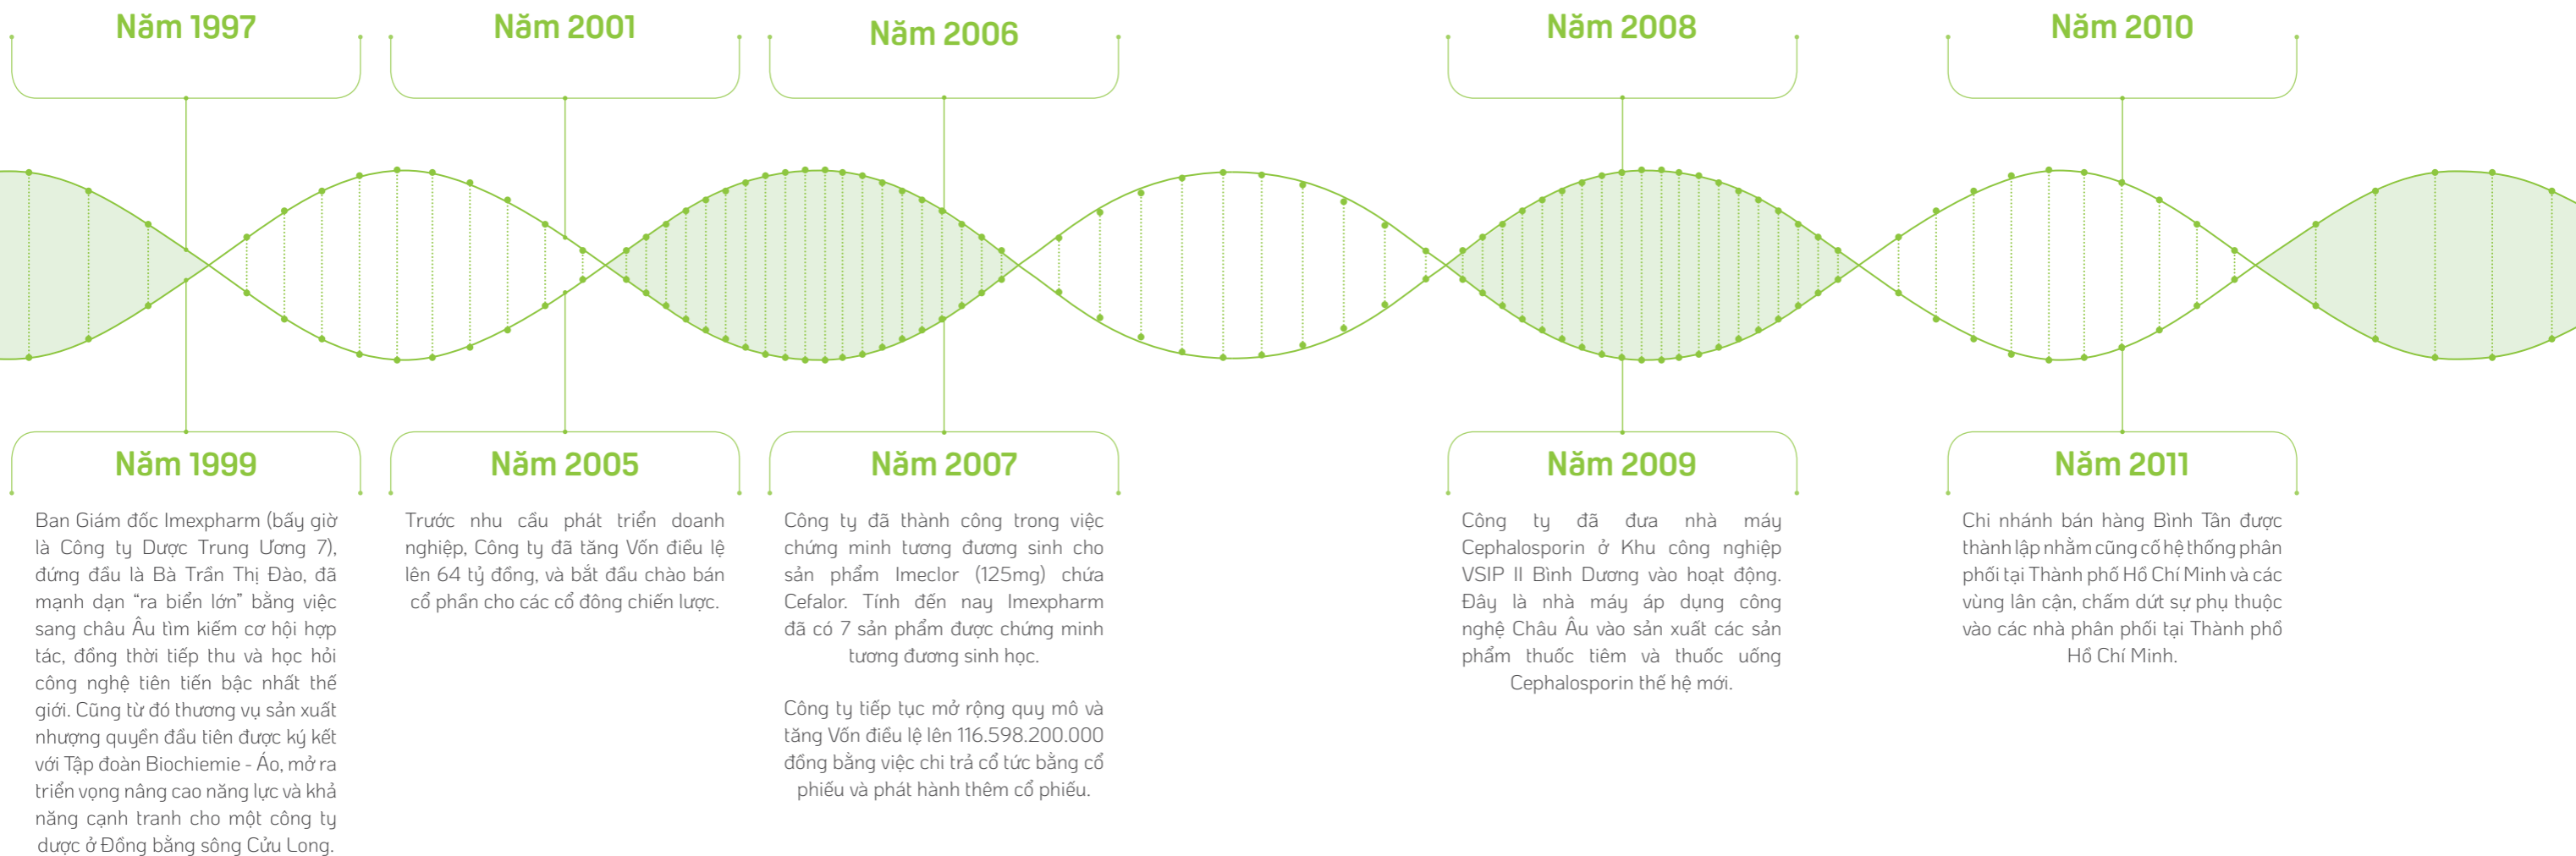 Năm 1997
Năm 2001
Năm 2006
Năm 2008
Năm 2010
Năm 1999
Ban Giám đốc Imexpharm (bấy giờ
là Công ty Dược Trung Ương 7),
đứng đầu là Bà Trần Thị Đào, đã
mạnh dạn “ra biển lớn” bằng việc
sang châu Âu tìm kiếm cơ hội hợp
tác, đồng thời tiếp thu và học hỏi
công nghệ tiên tiến bậc nhất thế
giới. Cũng từ đó thương vụ sản xuất
nhượng quyền đầu tiên được ký kết
với Tập đoàn Biochiemie - Áo, mở ra
triển vọng nâng cao năng lực và khả
năng cạnh tranh cho một công ty
dược ở Đồng bằng sông Cửu Long.
Năm 2005
Trước nhu cầu phát triển doanh
nghiệp, Công ty đã tăng Vốn điều lệ
lên 64 tỷ đồng, và bắt đầu chào bán
cổ phần cho các cổ đông chiến lược.
Năm 2007
Công ty đã thành công trong việc
chứng minh tương đương sinh cho
sản phẩm Imeclor (125mg) chứa
Cefalor. Tính đến nay Imexpharm
đã có 7 sản phẩm được chứng minh
tương đương sinh học.
Công ty tiếp tục mở rộng quy mô và
tăng Vốn điều lệ lên 116.598.200.000
đồng bằng việc chi trả cổ tức bằng cổ
phiếu và phát hành thêm cổ phiếu.
Năm 2009
Công ty đã đưa nhà máy
Cephalosporin ở Khu công nghiệp
VSIP II Bình Dương vào hoạt động.
Đây là nhà máy áp dụng công
nghệ Châu Âu vào sản xuất các sản
phẩm thuốc tiêm và thuốc uống
Cephalosporin thế hệ mới.
Năm 2011
Chi nhánh bán hàng Bình Tân được
thành lập nhằm cũng cố hệ thống phân
phối tại Thành phố Hồ Chí Minh và các
vùng lân cận, chấm dứt sự phụ thuộc
vào các nhà phân phối tại Thành phố
Hồ Chí Minh.